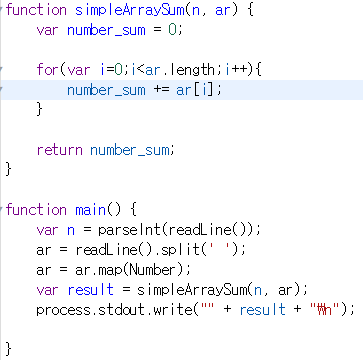 function simpleArraySum(n, ar) {
    var number_sum = 0;
    for(var i=0;i<ar.length;i++){
        number_sum += ar[i];
    }
    return number_sum;
}
function main() {
    var n = parseInt(readLine());
    ar = readLine().split(' ');
    ar = ar.map(Number);
    var result = simpleArraySum(n, ar);
    process.stdout.write("" + result + "₩n");
}